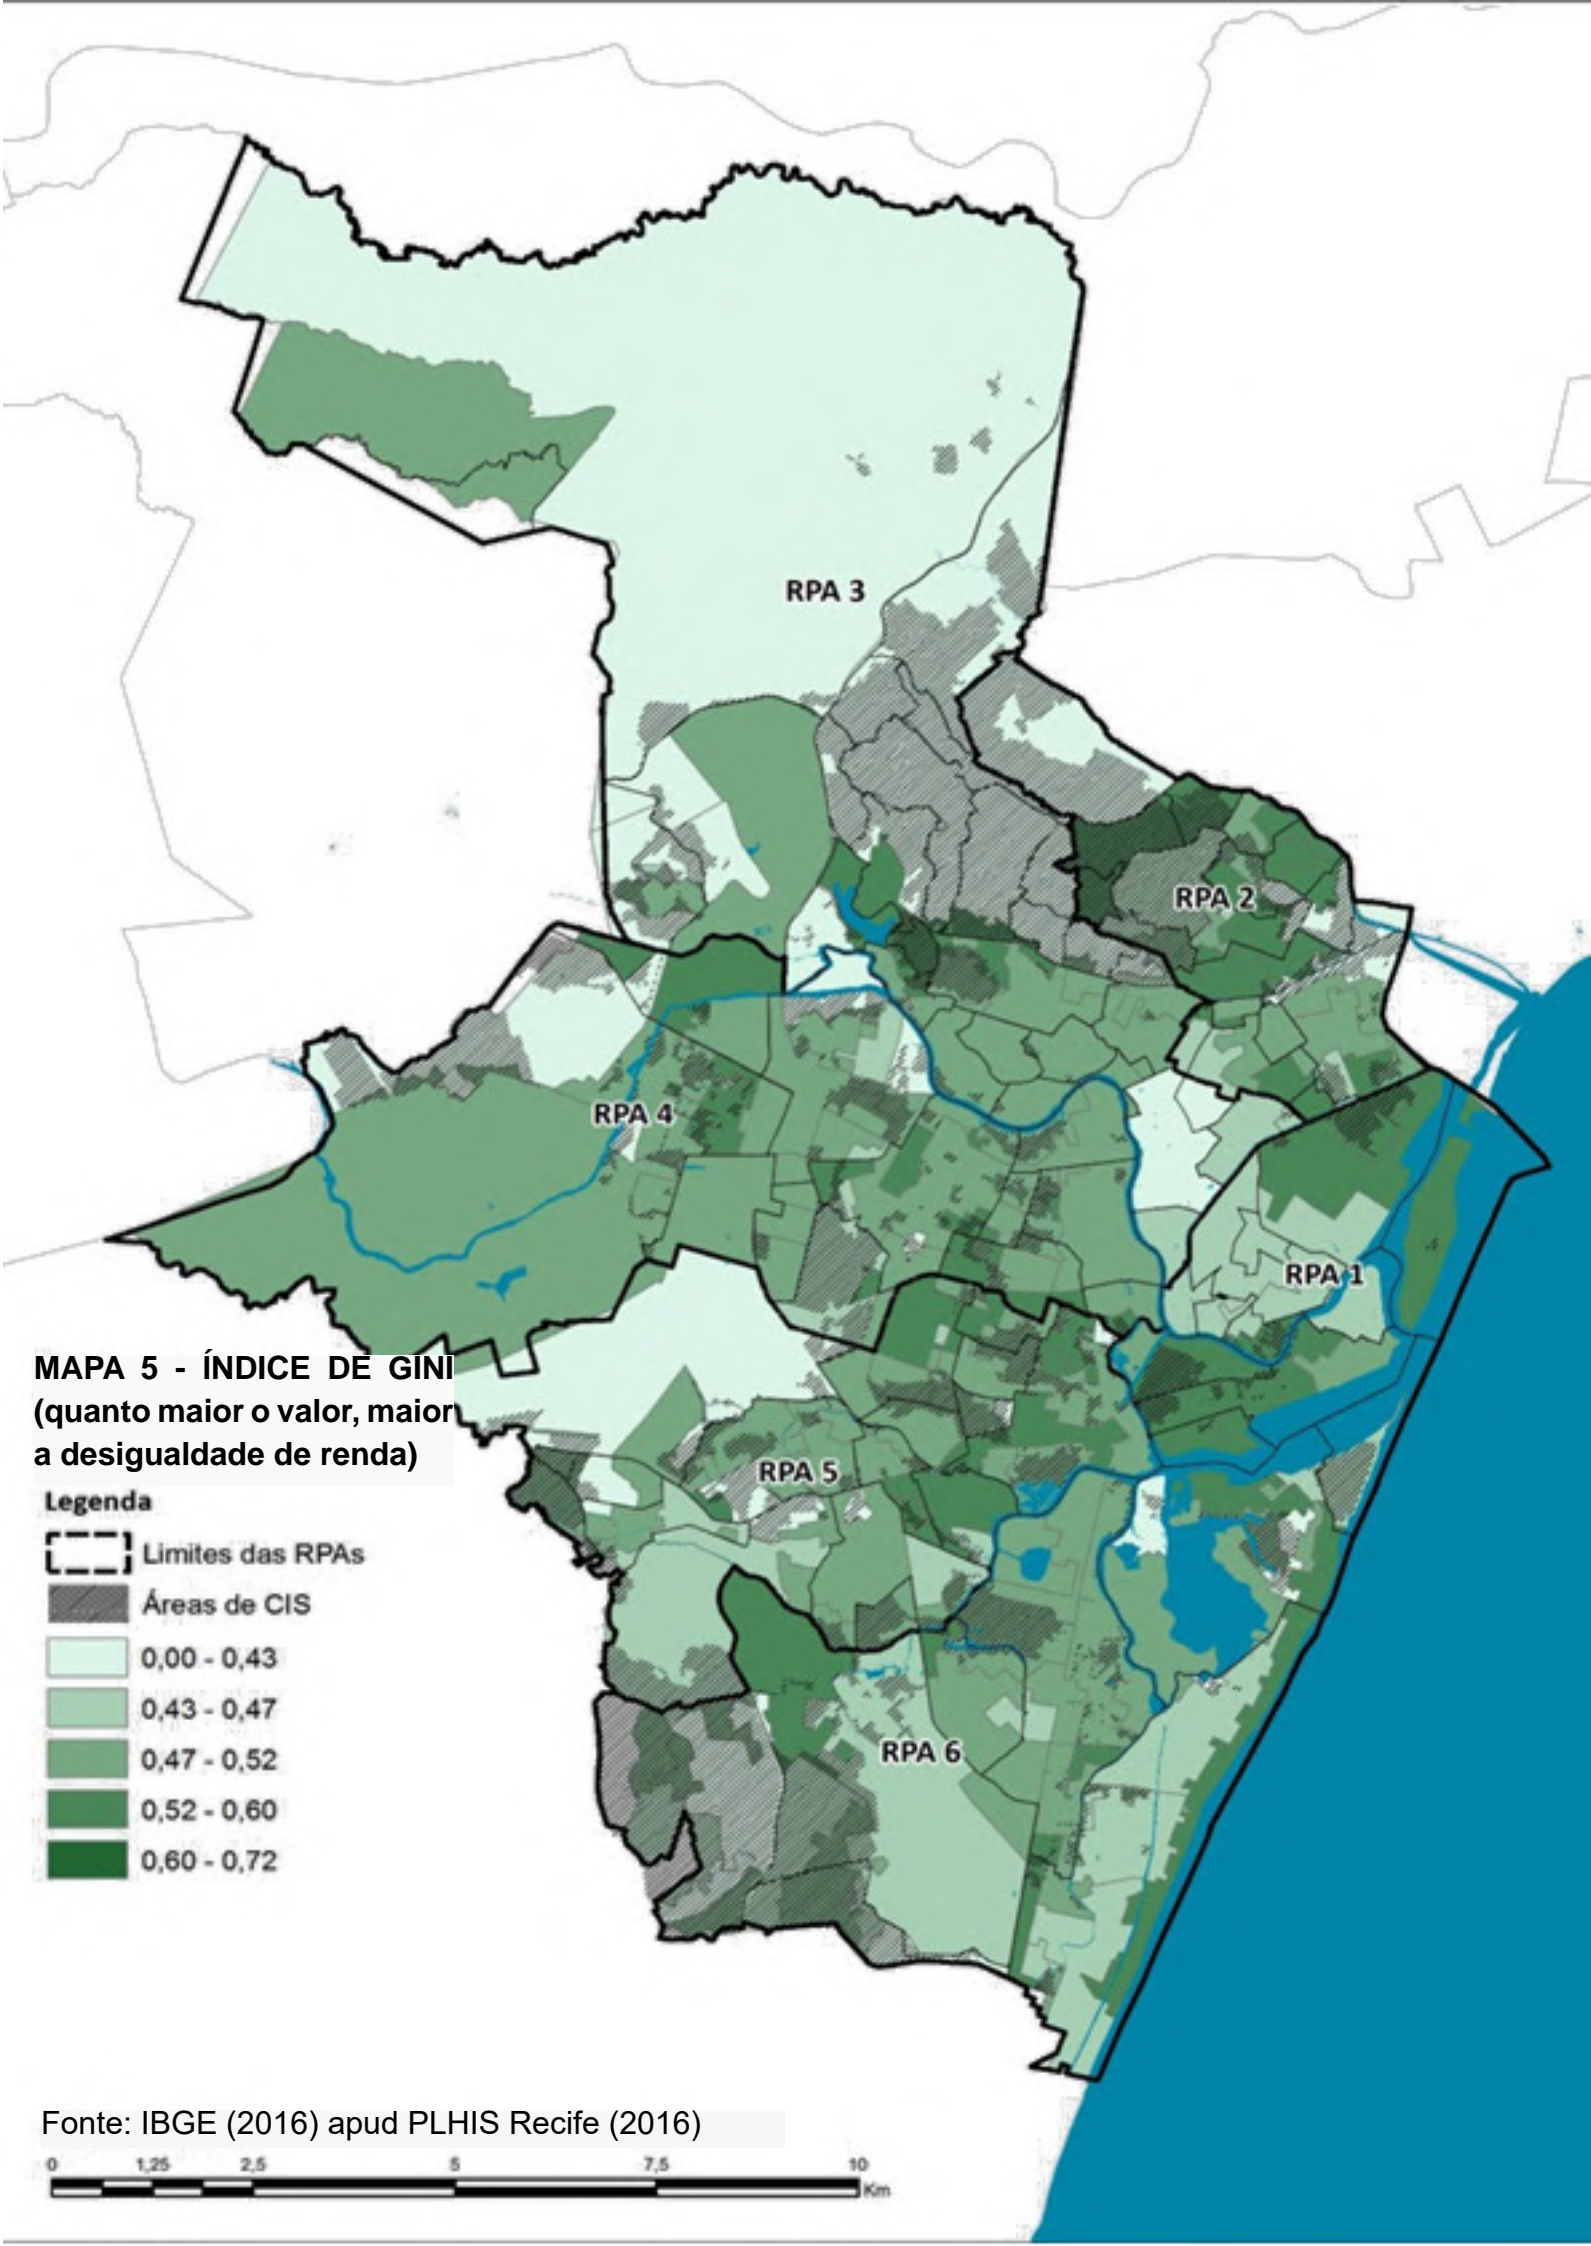 RPA 3
RPA 2
RPA 4
RPA 1
MAPA 5 - ÍNDICE DE GINI
(quanto maior o valor, maior
a desigualdade de renda)
RPA 5
Legenda
Limites das RPAs
Áreas de CIS
0,00 - 0,43
0,43 - 0,47
0,47 - 0,52
RPA 6
0,52 - 0,60
0,60 - 0,72
Fonte: IBGE (2016) apud PLHIS Recife (2016)
0 1,25 2,5 5 7,5 10
Km